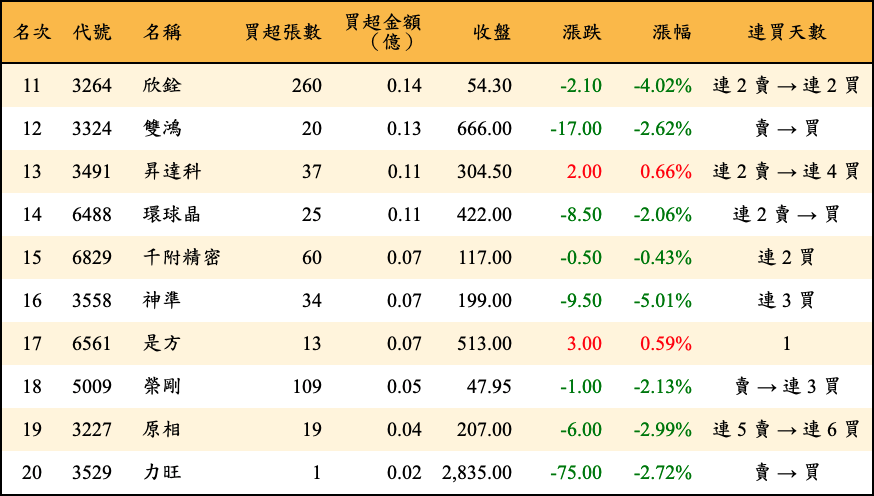 名次 代號 名稱 買超張數 買超金額（億） 收盤 漲跌 漲幅 連買天數
11 3264 欣銓 260 0.14 54.30 -2.10 -4.02% 連 2 賣 → 連 2 買
12 3324 雙鴻 20 0.13 666.00 -17.00 -2.62% 賣 → 買
13 3491 昇達科 37 0.11 304.50 2.00 0.66% 連 2 賣 → 連 4 買
14 6488 環球晶 25 0.11 422.00 -8.50 -2.06% 連 2 賣 → 買
15 6829 千附精密 60 0.07 117.00 -0.50 -0.43% 連 2 買
16 3558 神準 34 0.07 199.00 -9.50 -5.01% 連 3 買
17 6561 是方 13 0.07 513.00 3.00 0.59% 1
18 5009 榮剛 109 0.05 47.95 -1.00 -2.13% 賣 → 連 3 買
19 3227 原相 19 0.04 207.00 -6.00 -2.99% 連 5 賣 → 連 6 買
20 3529 力旺 1 0.02 2,835.00 -75.00 -2.72% 賣 → 買